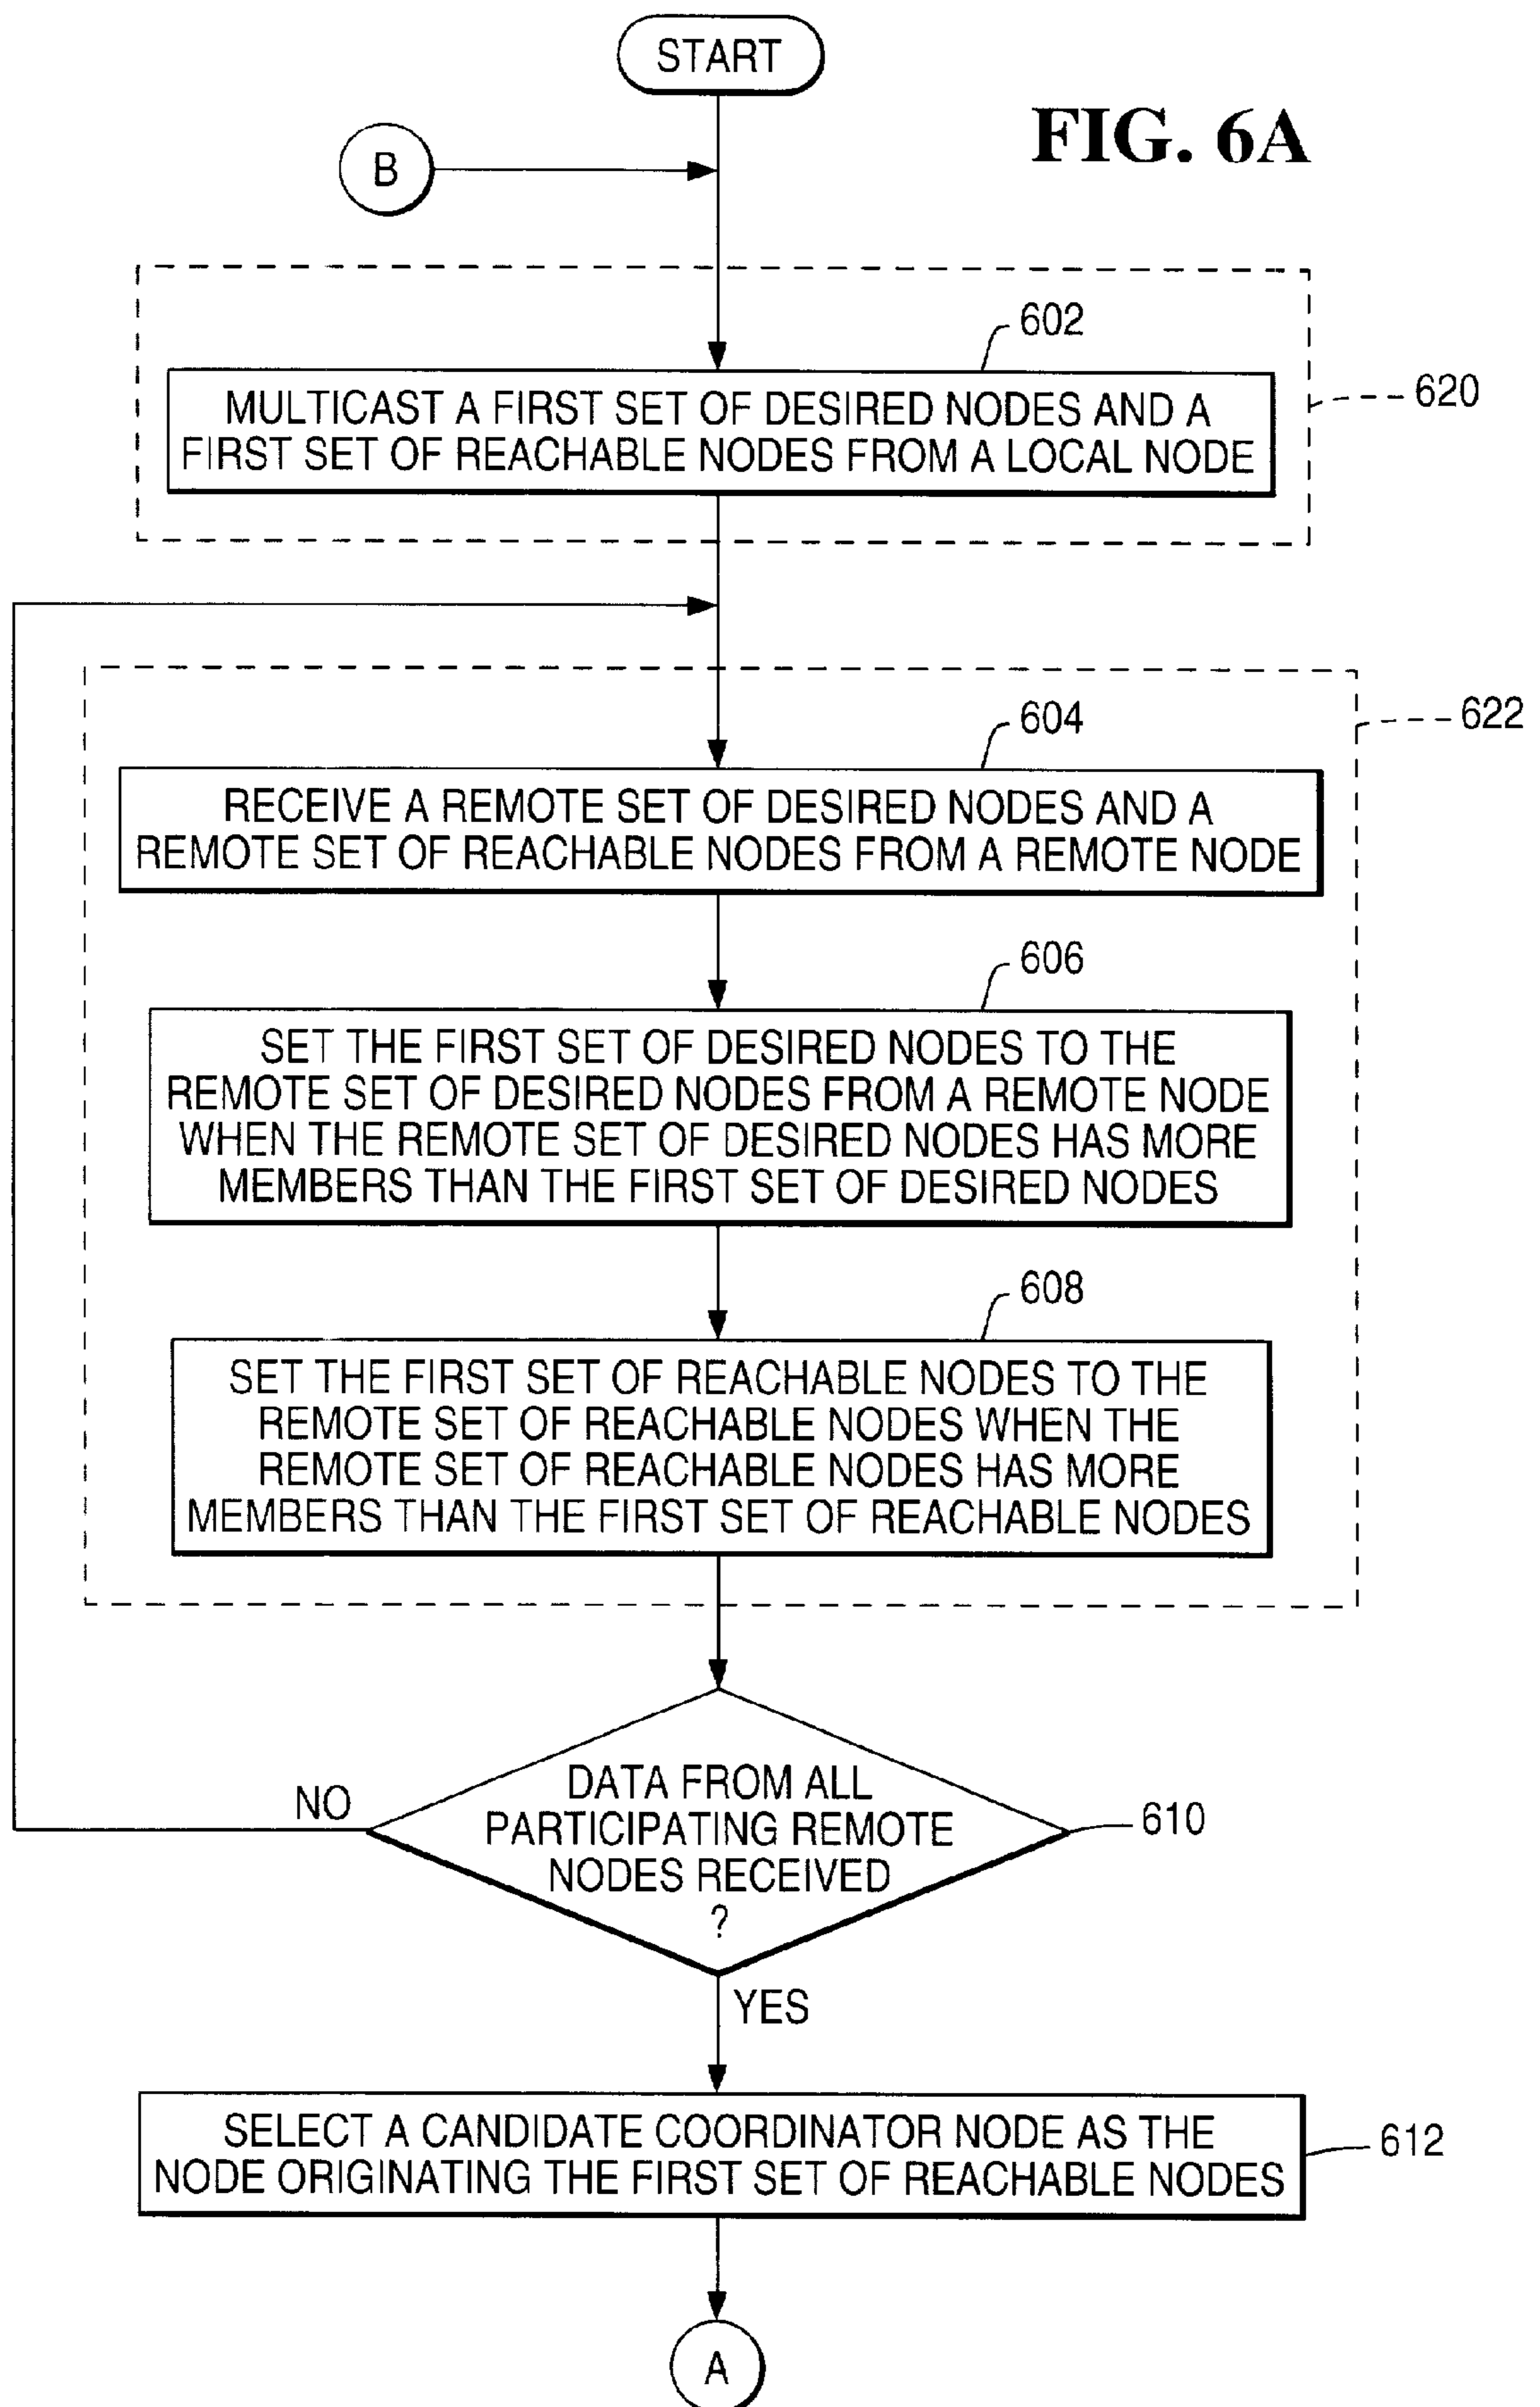 START
FIG. 6A
B
602
MULTICAST A FIRST SET OF DESIRED NODES AND A
FIRST SET OF REACHABLE NODES FROM A LOCAL NODE
620
622
604
RECEIVE A REMOTE SET OF DESIRED NODES AND A
REMOTE SET OF REACHABLE NODES FROM A REMOTE NODE
606
SET THE FIRST SET OF DESIRED NODES TO THE
REMOTE SET OF DESIRED NODES FROM A REMOTE NODE
WHEN THE REMOTE SET OF DESIRED NODES HAS MORE
MEMBERS THAN THE FIRST SET OF DESIRED NODES
608
SET THE FIRST SET OF REACHABLE NODES TO THE
REMOTE SET OF REACHABLE NODES WHEN THE
REMOTE SET OF REACHABLE NODES HAS MORE
MEMBERS THAN THE FIRST SET OF REACHABLE NODES
NO
DATA FROM ALL
PARTICIPATING REMOTE
NODES RECEIVED
?
610
YES
SELECT A CANDIDATE COORDINATOR NODE AS THE
NODE ORIGINATING THE FIRST SET OF REACHABLE NODES
612
A